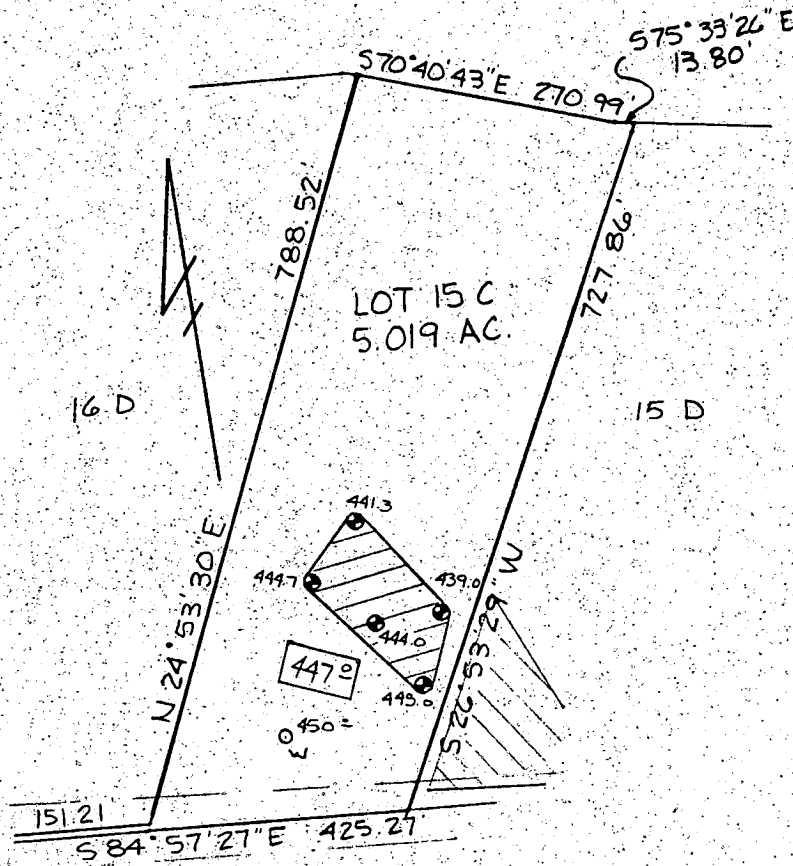 S75°33'26"E
13.80'
S70°40'43"E 270.99'
788.52'
727.86'
LOT 15 C
5.019 AC.
16 D
15 D
441.3
444.7
439.0
444.0
447º
443.0
450=
N 24°53'30"E
S 26°53'29"W
151.21
S 84°57'27"E 425.27'